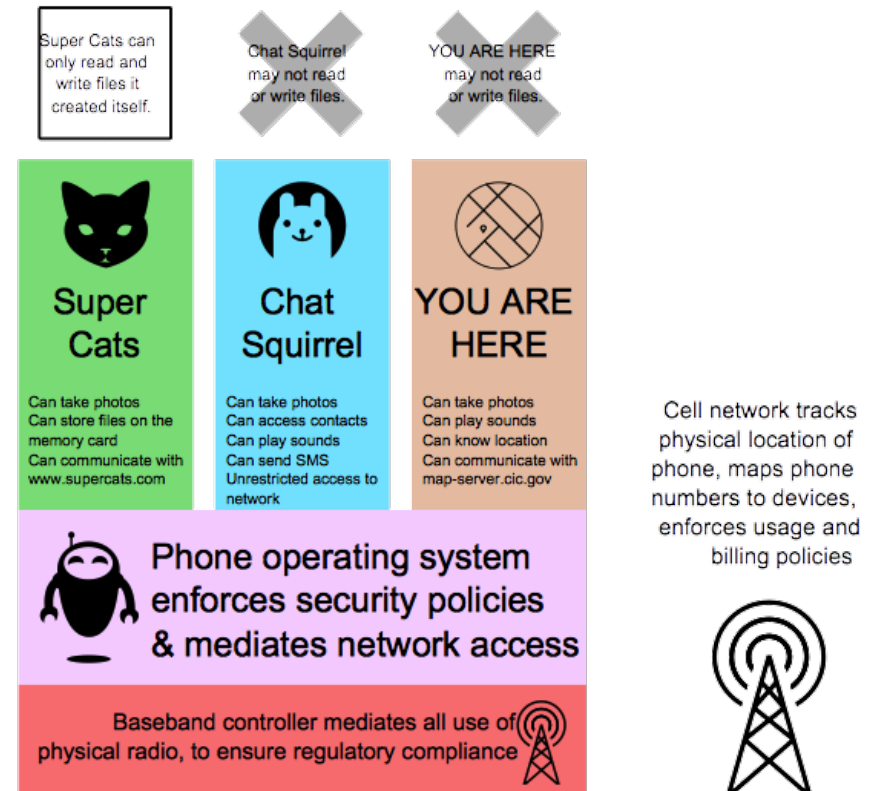 Super Cats can
only read and
write files it
created itself.
Chat Squirrel
may not read
or write files.
YOU ARE HERE
may not read
or write files.
Super
Cats
Can take photos
Can store files on the
memory card
Can communicate with
www.supercats.com
Chat
Squirrel
Can take photos
Can access contacts
Can play sounds
Can send SMS
Unrestricted access to
network
YOU ARE
HERE
Can take photos
Can play sounds
Can know location
Can communicate with
map-server.cic.gov
Phone operating system
enforces security policies
& mediates network access
Baseband controller mediates all use of
physical radio, to ensure regulatory compliance
Cell network tracks
physical location of
phone, maps phone
numbers to devices,
enforces usage and
billing policies